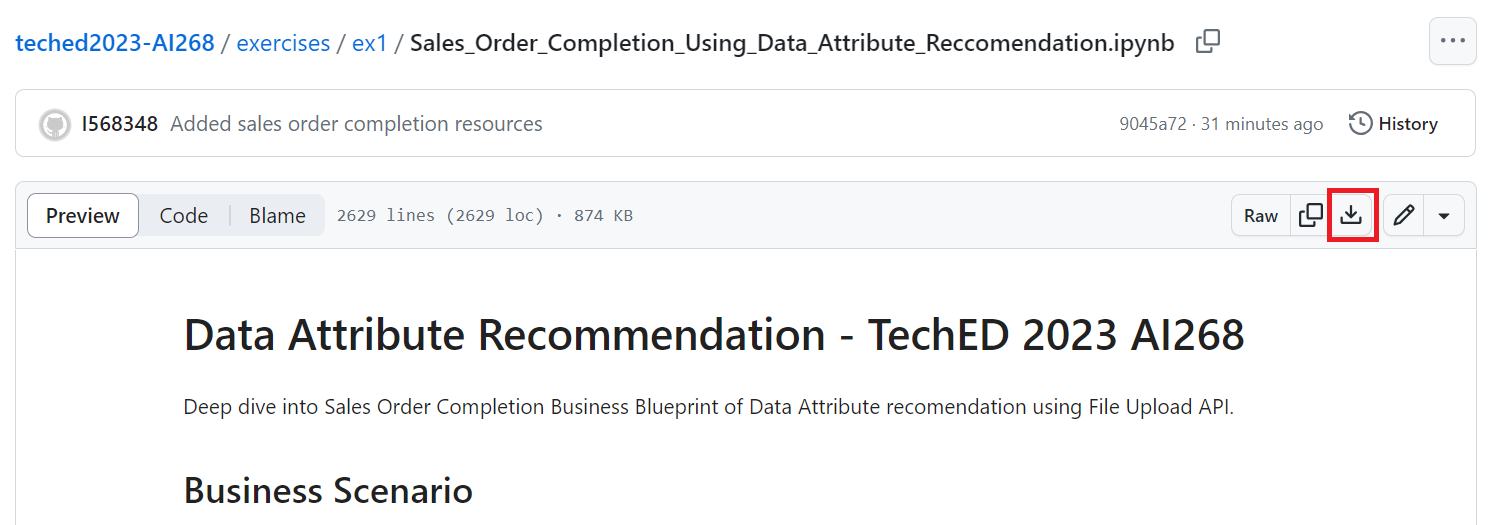 teched2023-AI268 / exercises / ex1 / Sales_Order_Completion_Using_Data_Attribute_Reccomendation.ipynb
I568348 Added sales order completion resources 9045a72 · 31 minutes ago History
Preview Code Blame 2629 lines (2629 loc) · 874 KB Raw
Data Attribute Recommendation - TechED 2023 AI268
Deep dive into Sales Order Completion Business Blueprint of Data Attribute recomendation using File Upload API.
Business Scenario